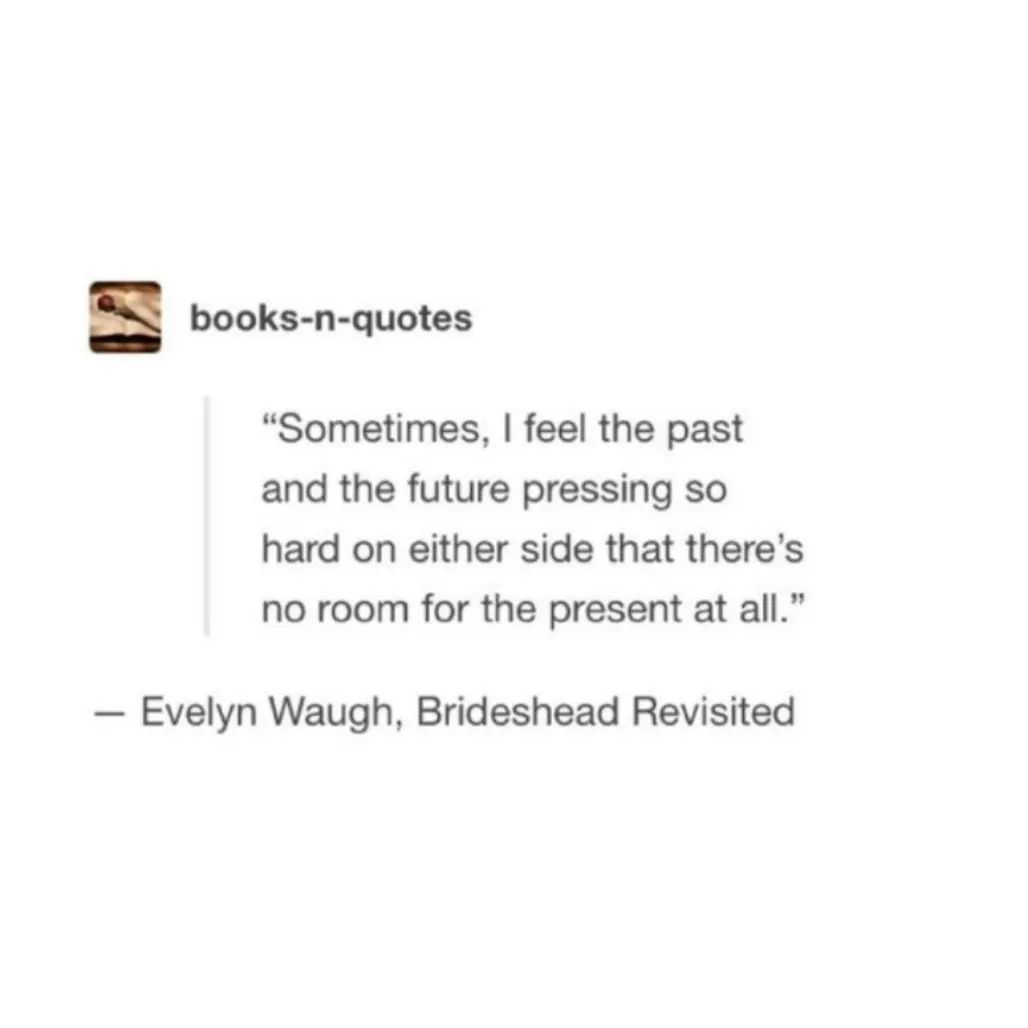 books-n-quotes
“Sometimes, I feel the past
and the future pressing so
hard on either side that there’s
no room for the present at all.”
— Evelyn Waugh, Brideshead Revisited